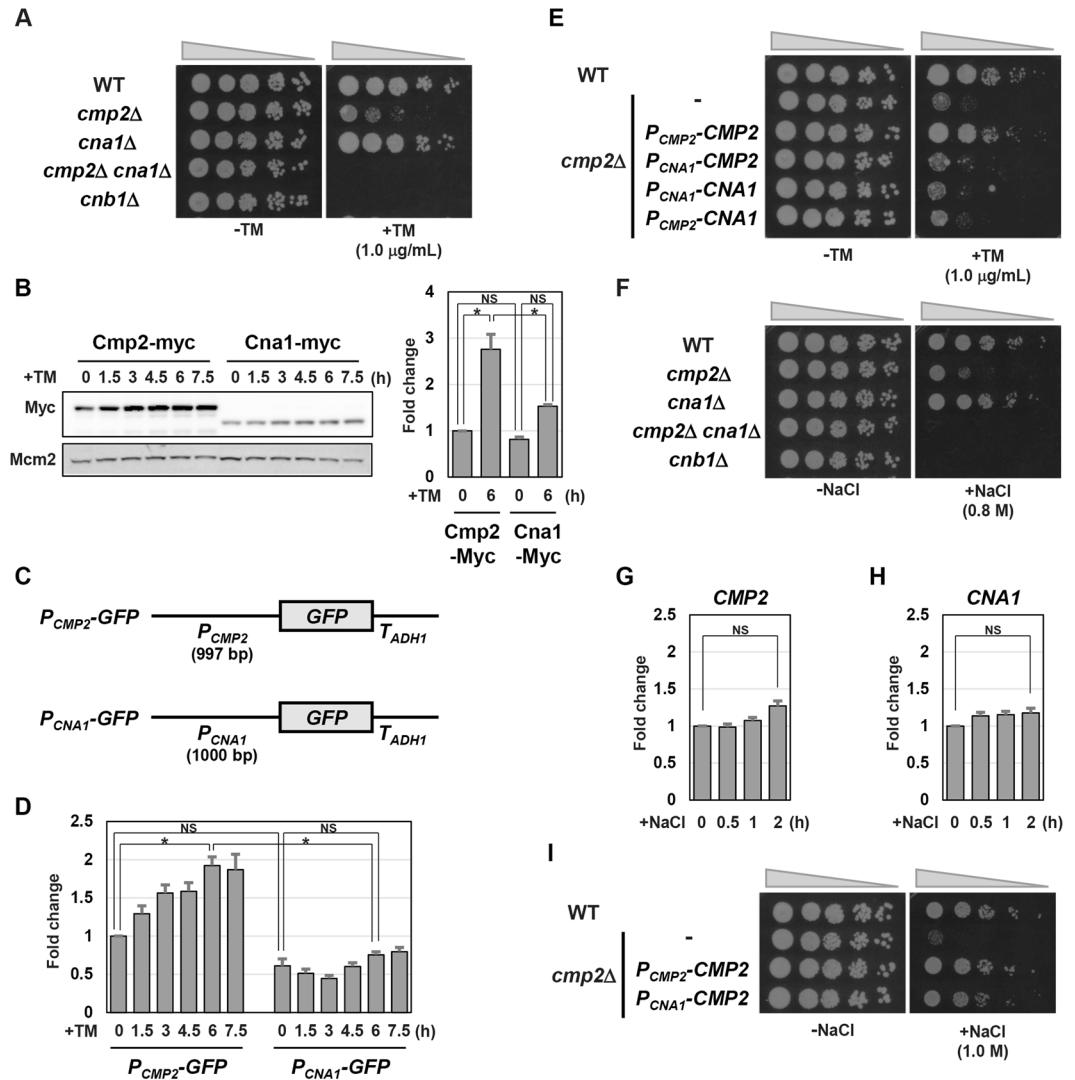 A
WT
cmp2Δ
cna1Δ
cmp2Δ cna1Δ
cnb1Δ
-TM
+TM
(1.0 μg/mL)
B
Cmp2-myc Cna1-myc
+TM 0 1.5 3 4.5 6 7.5 0 1.5 3 4.5 6 7.5 (h)
Myc
Mcm2
Fold change
4
3
2
1
0
NS NS
* *
+TM 0 6 0 6 (h)
Cmp2
-Myc
Cna1
-Myc
C
PCMP2-GFP
GFP
PCMP2
(997 bp)
TADH1
PCNA1-GFP
GFP
PCNA1
(1000 bp)
TADH1
D
Fold change
2.5
2
1.5
1
0.5
0
NS NS
* *
+TM 0 1.5 3 4.5 6 7.5 0 1.5 3 4.5 6 7.5 (h)
PCMP2-GFP PCNA1-GFP
E
WT
cmp2Δ
-
PCMP2-CMP2
PCNA1-CMP2
PCNA1-CNA1
PCMP2-CNA1
-TM
+TM
(1.0 μg/mL)
F
WT
cmp2Δ
cna1Δ
cmp2Δ cna1Δ
cnb1Δ
-NaCl
+NaCl
(0.8 M)
G
CMP2
Fold change
2.5
2
1.5
1
0.5
0
NS
+NaCl 0 0.5 1 2 (h)
H
CNA1
Fold change
2.5
2
1.5
1
0.5
0
NS
+NaCl 0 0.5 1 2 (h)
I
WT
cmp2Δ
-
PCMP2-CMP2
PCNA1-CMP2
-NaCl
+NaCl
(1.0 M)